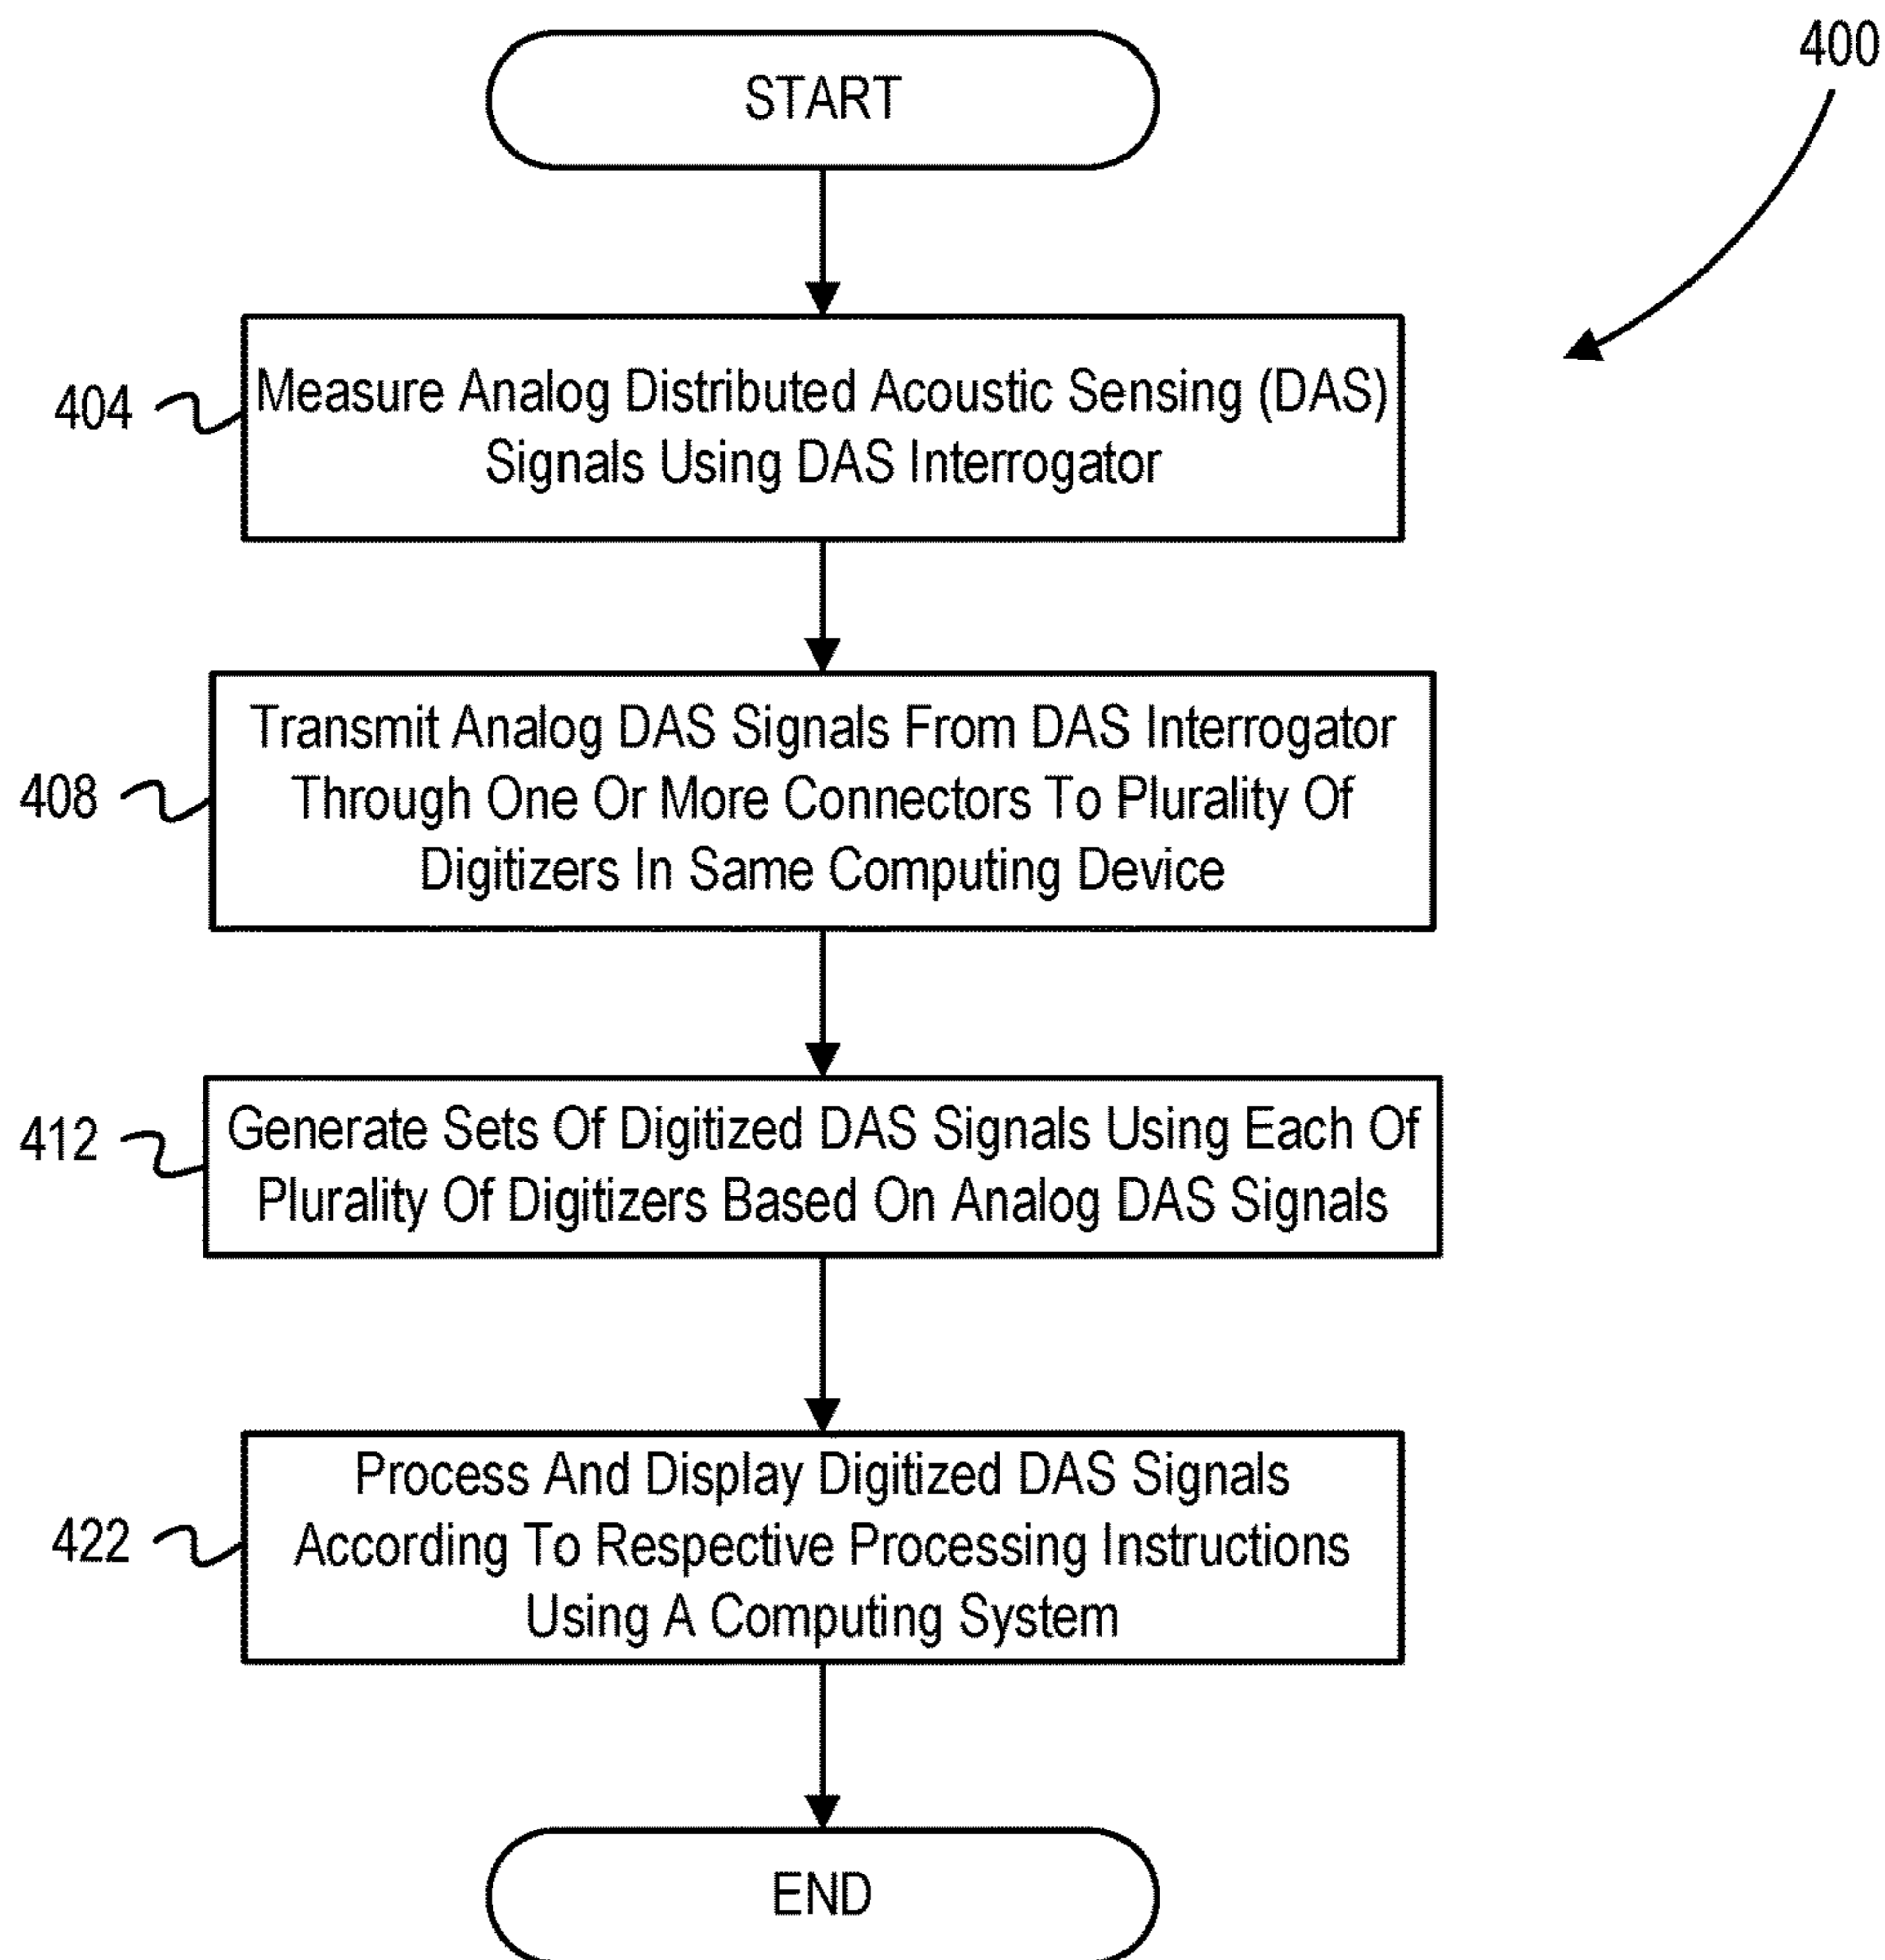 400
START
404
Measure Analog Distributed Acoustic Sensing (DAS)
Signals Using DAS Interrogator
408
Transmit Analog DAS Signals From DAS Interrogator
Through One Or More Connectors To Plurality Of
Digitizers In Same Computing Device
412
Generate Sets Of Digitized DAS Signals Using Each Of
Plurality Of Digitizers Based On Analog DAS Signals
422
Process And Display Digitized DAS Signals
According To Respective Processing Instructions
Using A Computing System
END